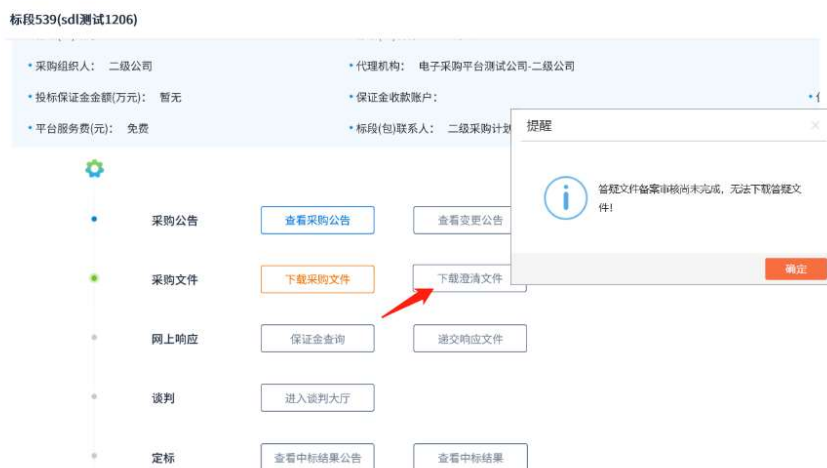 标段539(sdl测试1206)
采购组织人： 二级公司
代理机构： 电子采购平台测试公司-二级公司
投标保证金金额(万元)： 暂无
保证金收款账户：
平台服务费(元)： 免费
标段(包)联系人： 二级采购计划
提醒
答疑文件备案审核尚未完成，无法下载答疑文
件！
确定
采购公告
查看采购公告
查看变更公告
采购文件
下载采购文件
下载澄清文件
网上响应
保证金查询
递交响应文件
谈判
进入谈判大厅
定标
查看中标结果公告
查看中标结果